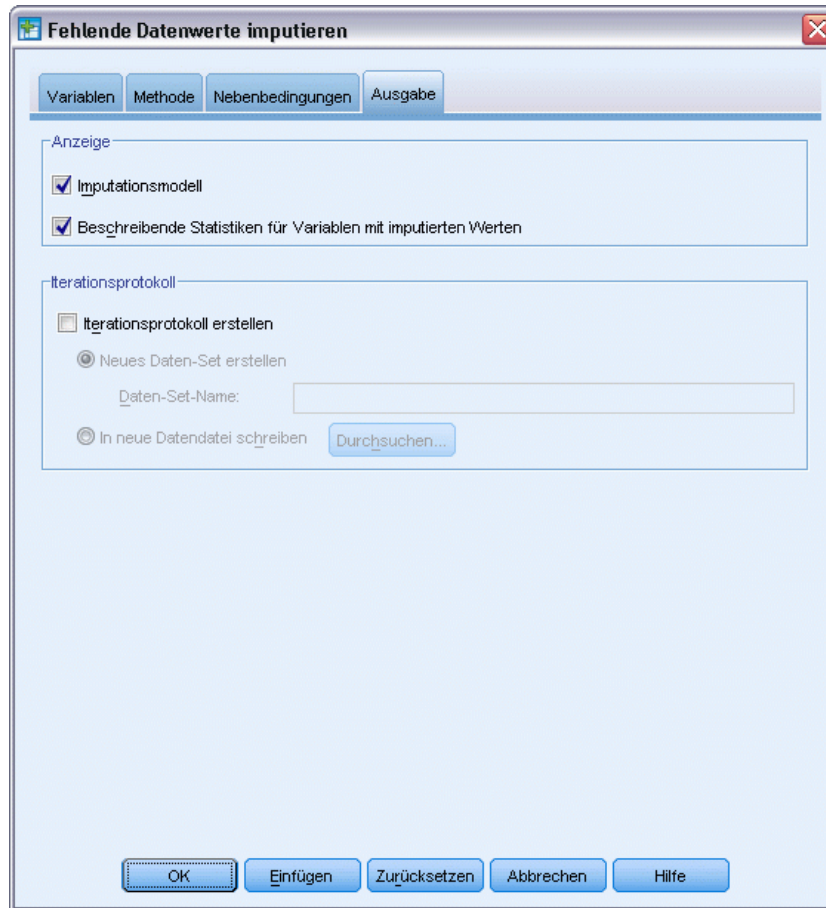 Fehlende Datenwerte imputieren
Variablen Methode Nebenbedingungen Ausgabe
Anzeige
Imputationsmodell
Beschreibende Statistiken für Variablen mit imputierten Werten
Iterationsprotokoll
Iterationsprotokoll erstellen
Neues Daten-Set erstellen
Daten-Set-Name:
In neue Datendatei schreiben Durchsuchen...
OK Einfügen Zurücksetzen Abbrechen Hilfe